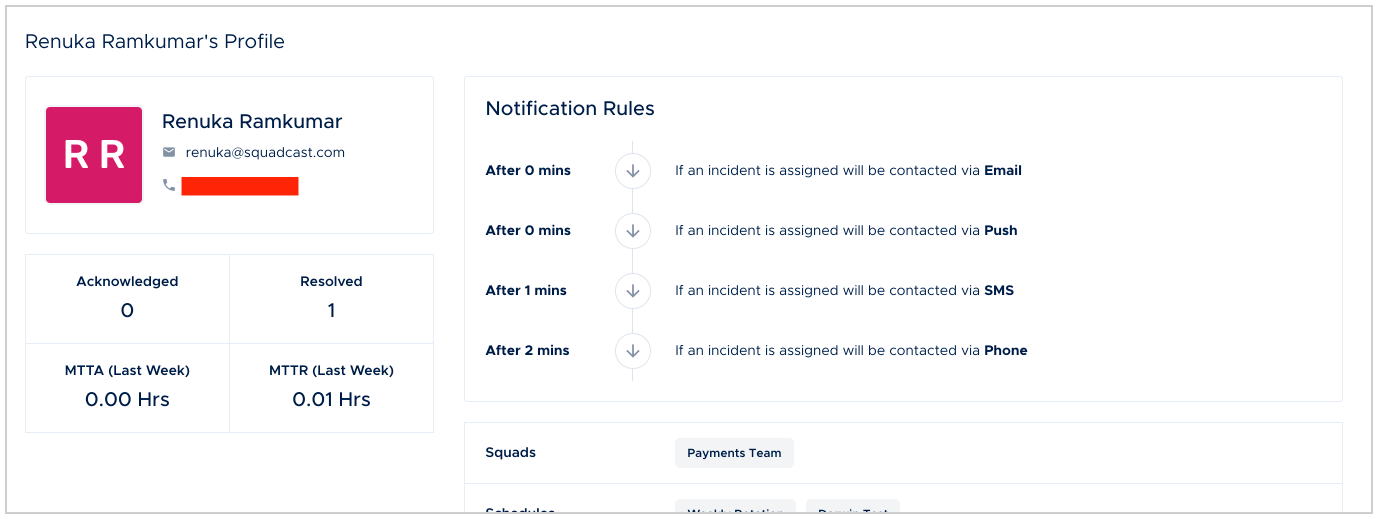 Renuka Ramkumar's Profile
R R
Renuka Ramkumar
renuka@squadcast.com
Acknowledged
0
Resolved
1
MTTA (Last Week)
0.00 Hrs
MTTR (Last Week)
0.01 Hrs
Notification Rules
After 0 mins If an incident is assigned will be contacted via Email
After 0 mins If an incident is assigned will be contacted via Push
After 1 mins If an incident is assigned will be contacted via SMS
After 2 mins If an incident is assigned will be contacted via Phone
Squads Payments Team
Schedules Weekly Rotation